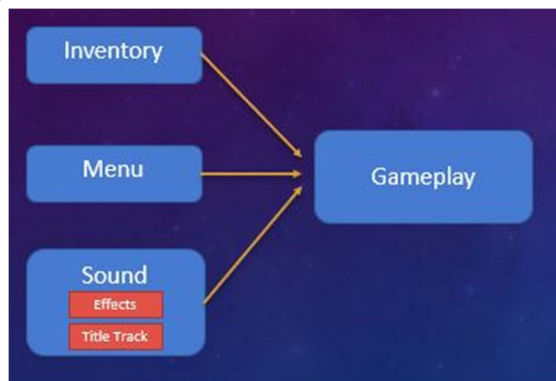 Inventory
Menu
Gameplay
Sound
Effects
Title Track